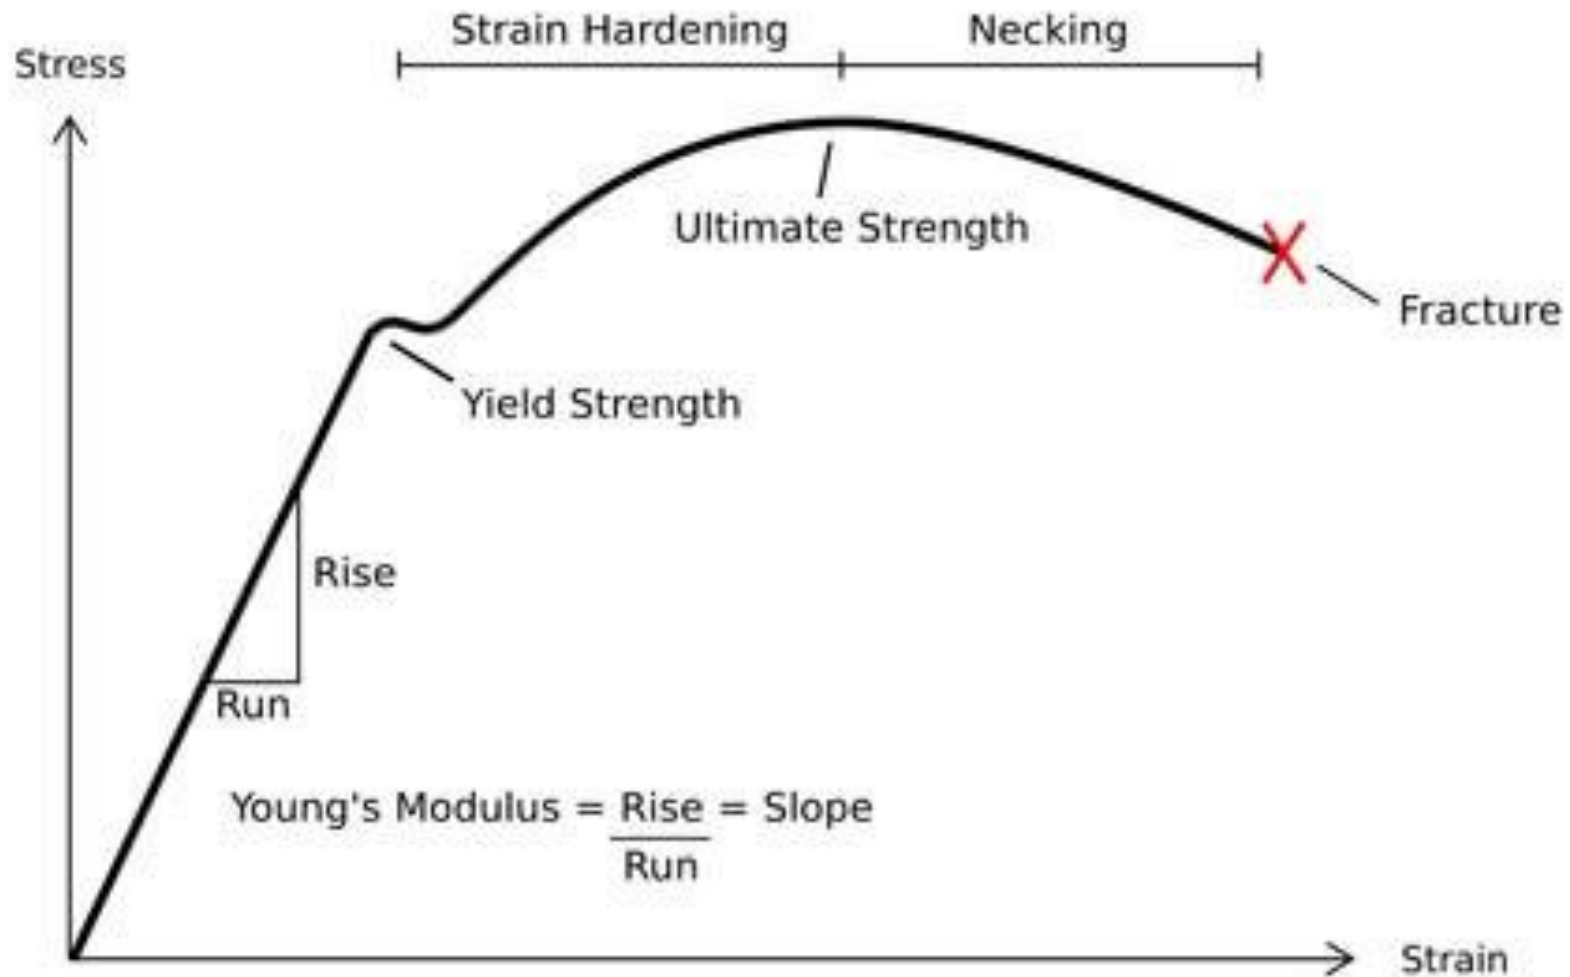 Strain Hardening
Necking
Stress
Ultimate Strength
Fracture
Yield Strength
Rise
Run
Young's Modulus = Rise = Slope
Run
Strain